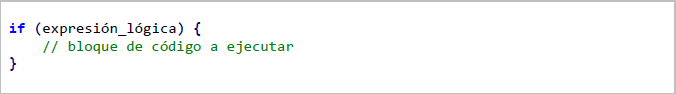 if (expresión_lógica) {
    // bloque de código a ejecutar
}